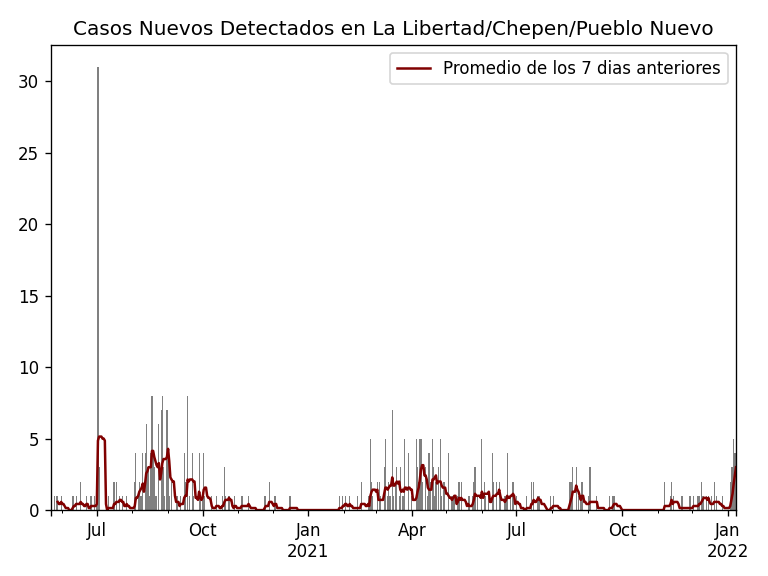 Casos Nuevos Detectados en La Libertad/Chepen/Pueblo Nuevo
Promedio de los 7 dias anteriores
30
25
20
15
10
5
0
Jul
Oct
Jan
2021
Apr
Jul
Oct
Jan
2022